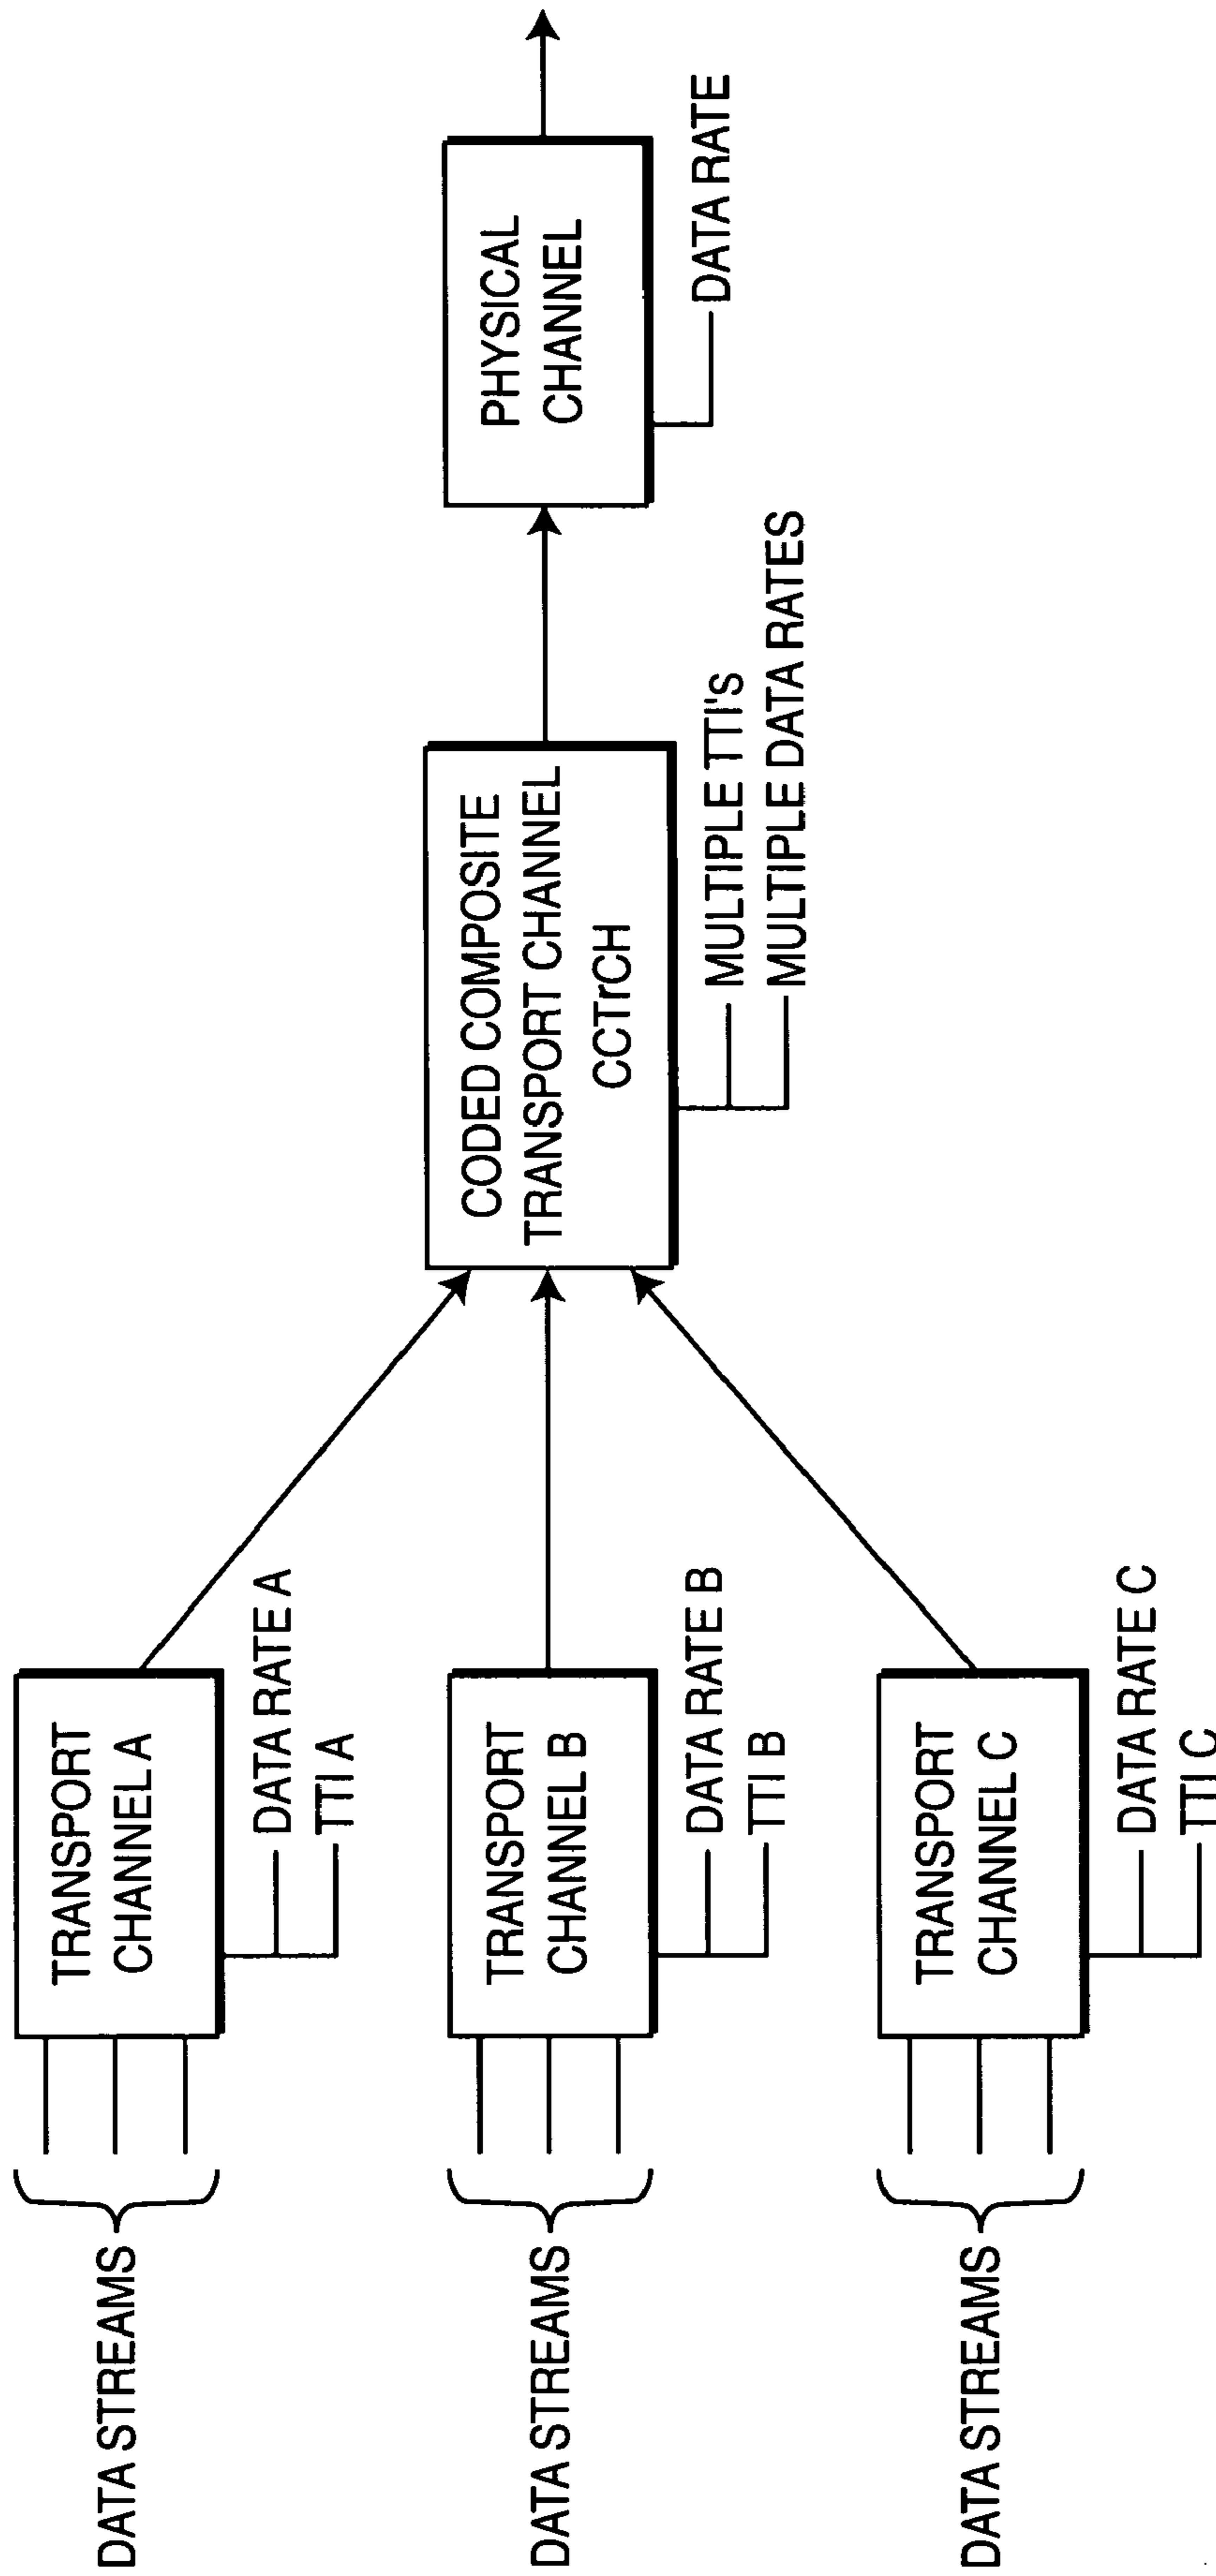 DATA STREAMS
TRANSPORT
CHANNEL A
DATA RATE A
TTI A
DATA STREAMS
TRANSPORT
CHANNEL B
DATA RATE B
TTI B
DATA STREAMS
TRANSPORT
CHANNEL C
DATA RATE C
TTI C
CODED COMPOSITE
TRANSPORT CHANNEL
CCTrCH
MULTIPLE TTI's
MULTIPLE DATA RATES
PHYSICAL
CHANNEL
DATA RATE